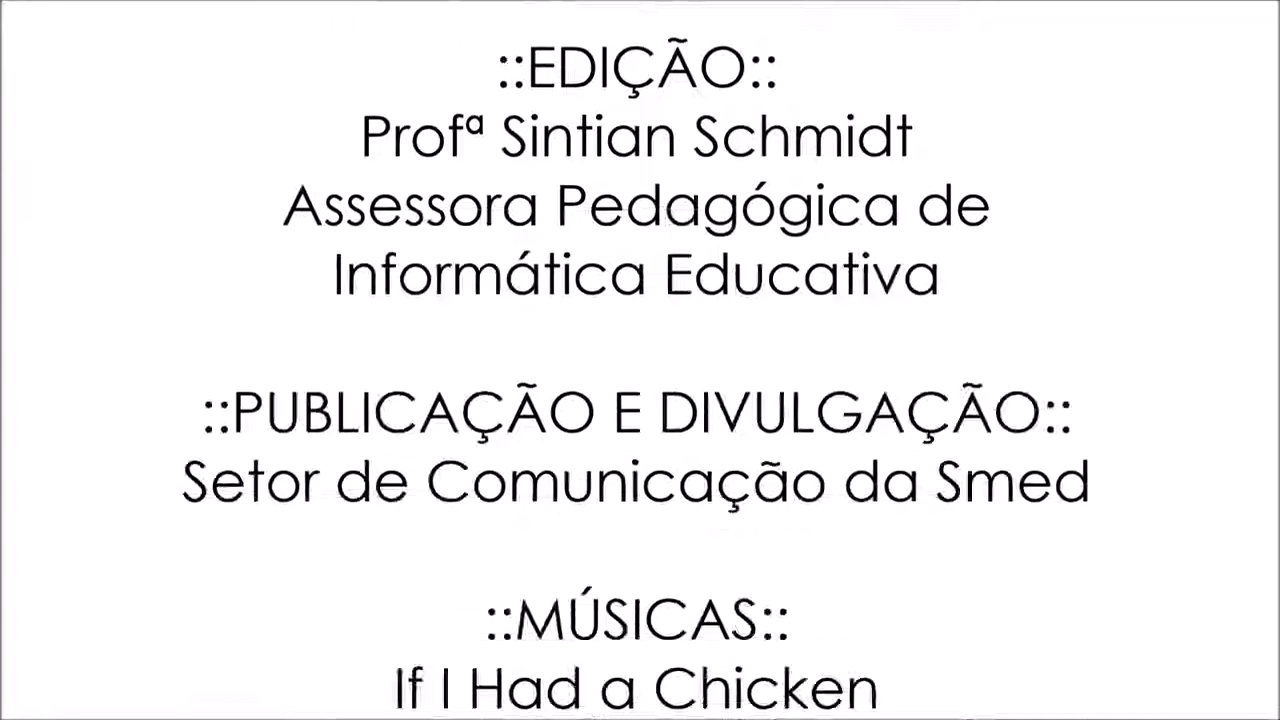 ::EDIÇÃO::
Profª Sintian Schmidt
Assessora Pedagógica de
Informática Educativa
::PUBLICAÇÃO E DIVULGAÇÃO::
Setor de Comunicação da Smed
::MÚSICAS::
If I Had a Chicken